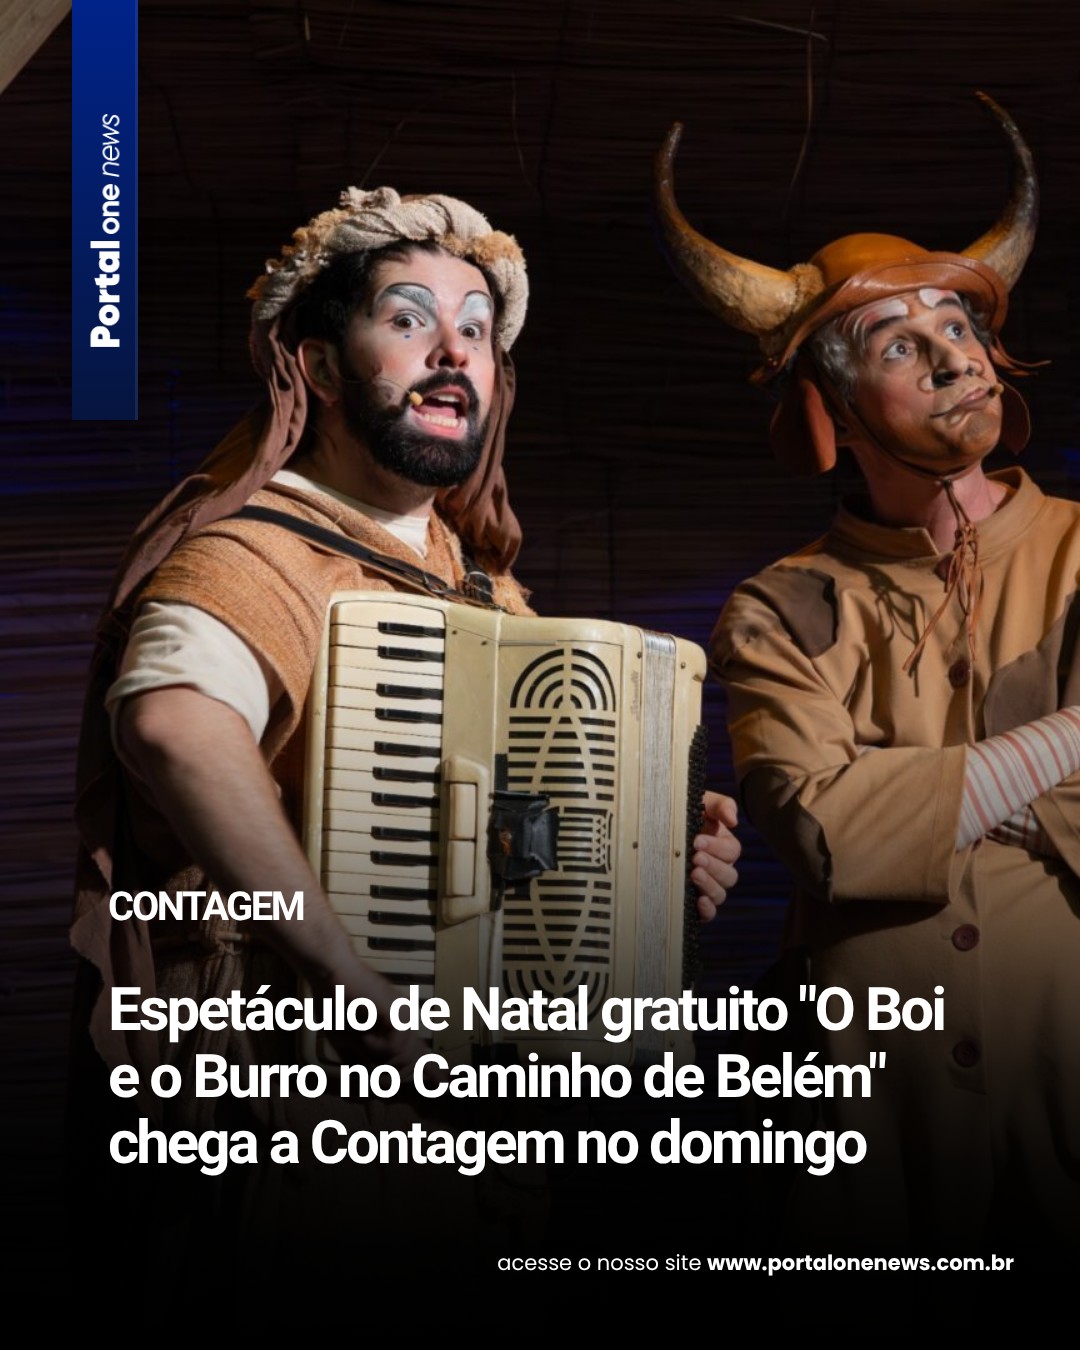 Portal one news
CONTAGEM
Espetáculo de Natal gratuito "O Boi
e o Burro no Caminho de Belém"
chega a Contagem no domingo
acesse o nosso site www.portalonenews.com.br